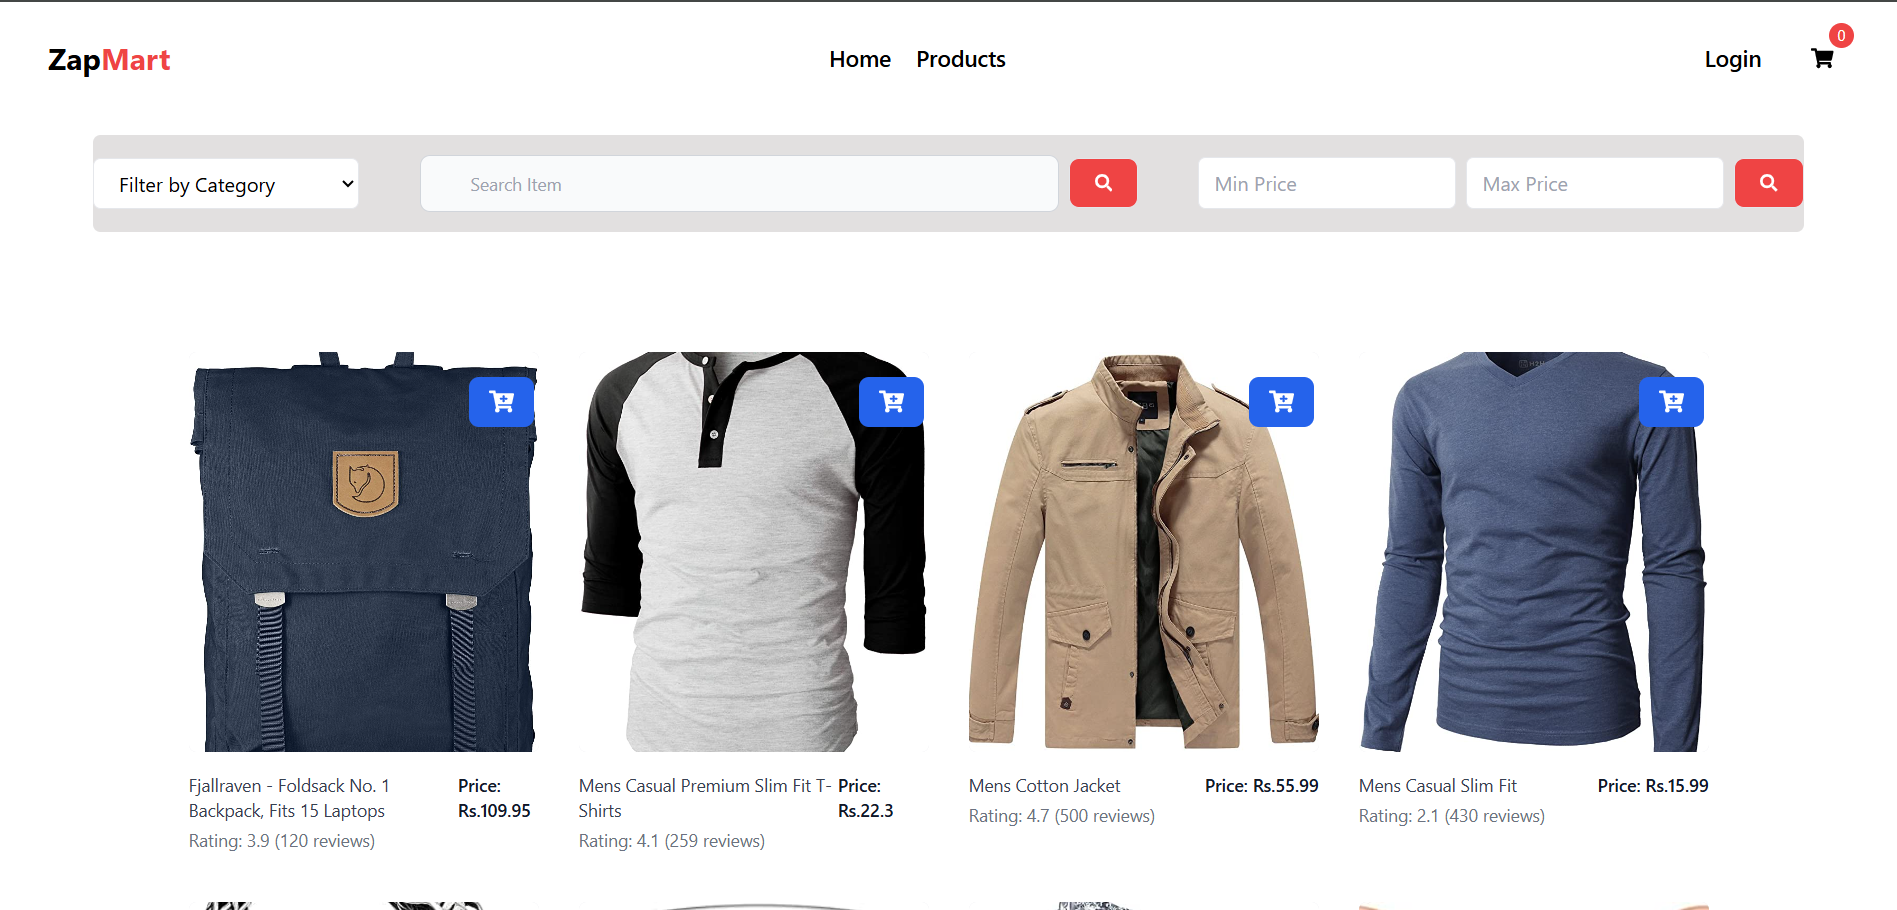 ZapMart
Home
Products
Login
0
Filter by Category
Search Item
Min Price
Max Price
Fjallraven - Foldsack No. 1
Backpack, Fits 15 Laptops
Price:
Rs.109.95
Rating: 3.9 (120 reviews)
Mens Casual Premium Slim Fit T-
Shirts
Price:
Rs.22.3
Rating: 4.1 (259 reviews)
Mens Cotton Jacket
Price: Rs.55.99
Rating: 4.7 (500 reviews)
Mens Casual Slim Fit
Price: Rs.15.99
Rating: 2.1 (430 reviews)